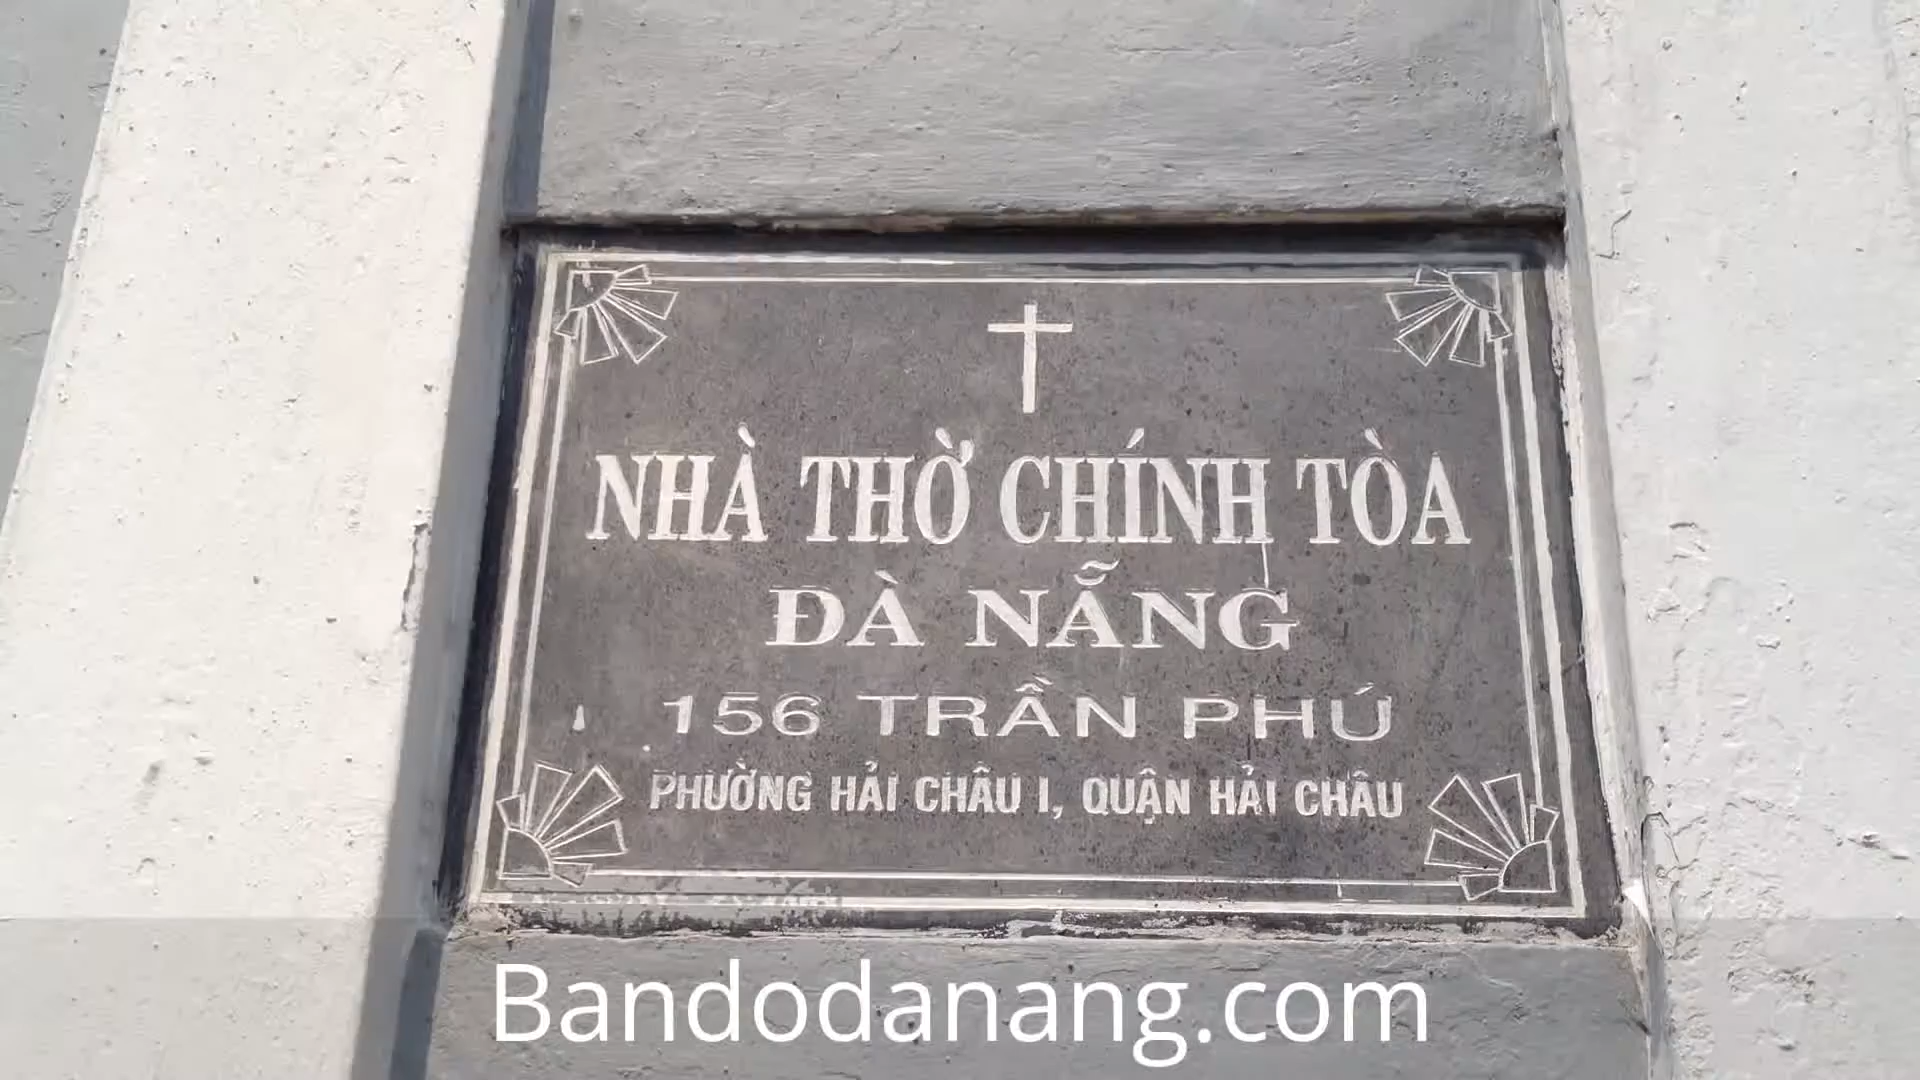 NHÀ THỜ CHÍNH TÒA
ĐÀ NẴNG
156 TRẦN PHÚ
PHƯỜNG HẢI CHÂU I, QUẬN HẢI CHÂU
Bandodanang.com